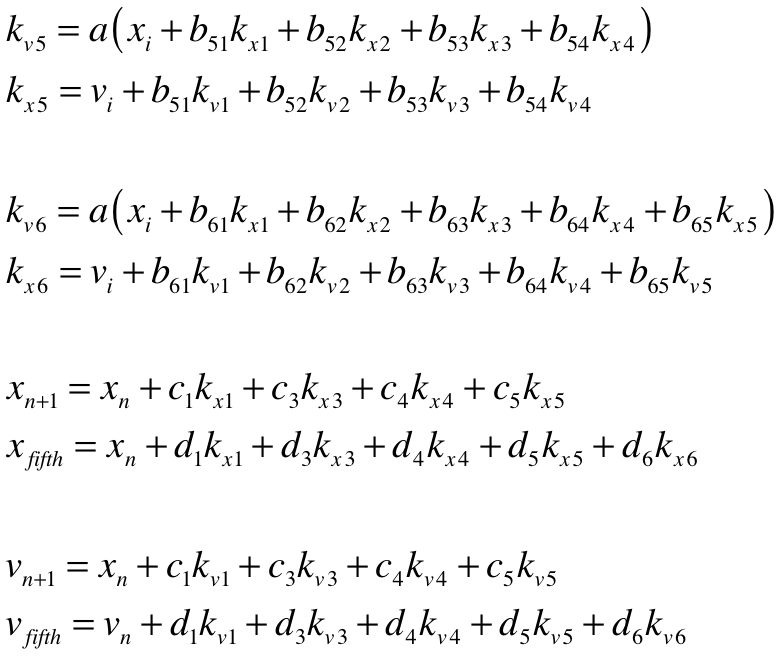 k_{v5} = a(x_i + b_{51}k_{x1} + b_{52}k_{x2} + b_{53}k_{x3} + b_{54}k_{x4})
k_{x5} = v_i + b_{51}k_{v1} + b_{52}k_{v2} + b_{53}k_{v3} + b_{54}k_{v4}
k_{v6} = a(x_i + b_{61}k_{x1} + b_{62}k_{x2} + b_{63}k_{x3} + b_{64}k_{x4} + b_{65}k_{x5})
k_{x6} = v_i + b_{61}k_{v1} + b_{62}k_{v2} + b_{63}k_{v3} + b_{64}k_{v4} + b_{65}k_{v5}
x_{n+1} = x_n + c_1k_{x1} + c_3k_{x3} + c_4k_{x4} + c_5k_{x5}
x_{fifth} = x_n + d_1k_{x1} + d_3k_{x3} + d_4k_{x4} + d_5k_{x5} + d_6k_{x6}
v_{n+1} = x_n + c_1k_{v1} + c_3k_{v3} + c_4k_{v4} + c_5k_{v5}
v_{fifth} = v_n + d_1k_{v1} + d_3k_{v3} + d_4k_{v4} + d_5k_{v5} + d_6k_{v6}